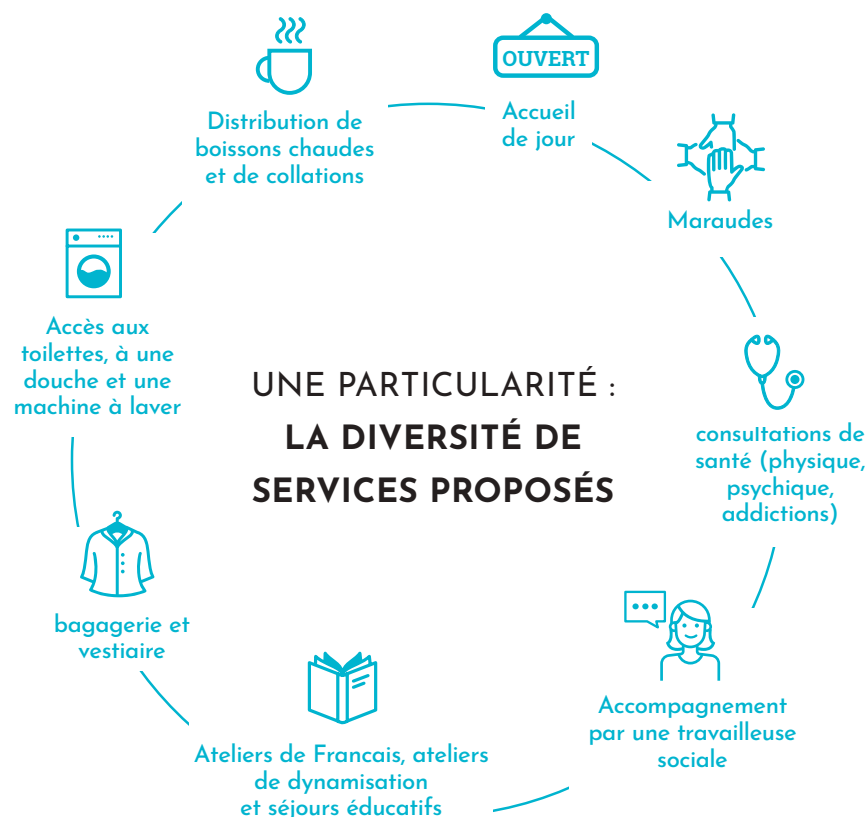 OUVERT
Accueil
de jour
Maraudes
consultations de
santé (physique,
psychique,
addictions)
Accompagnement
par une travailleuse
sociale
Ateliers de Francais, ateliers
de dynamisation
et séjours éducatifs
bagagerie et
vestiaire
Accès aux
toilettes, à une
douche et une
machine à laver
Distribution de
boissons chaudes
et de collations
UNE PARTICULARITÉ :
LA DIVERSITÉ DE
SERVICES PROPOSÉS